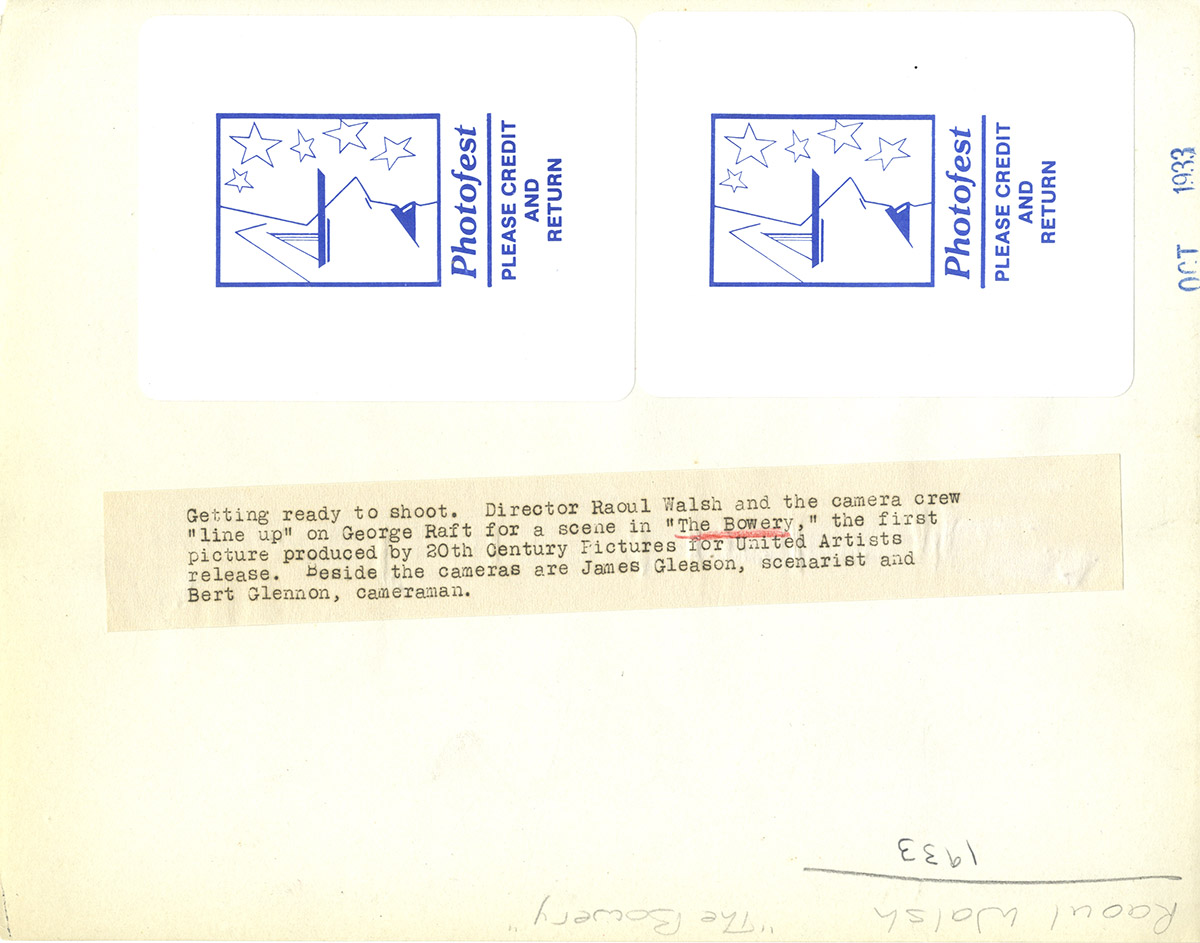 Photofest
PLEASE CREDIT
AND
RETURN
Photofest
PLEASE CREDIT
AND
RETURN
OCT 1933
Getting ready to shoot. Director Raoul Walsh and the camera crew
"line up" on George Raft for a scene in "The Bowery," the first
picture produced by 20th Century Pictures for United Artists
release. Beside the cameras are James Gleason, scenarist and
Bert Glennon, cameraman.
1933
Raoul Walsh "The Bowery"